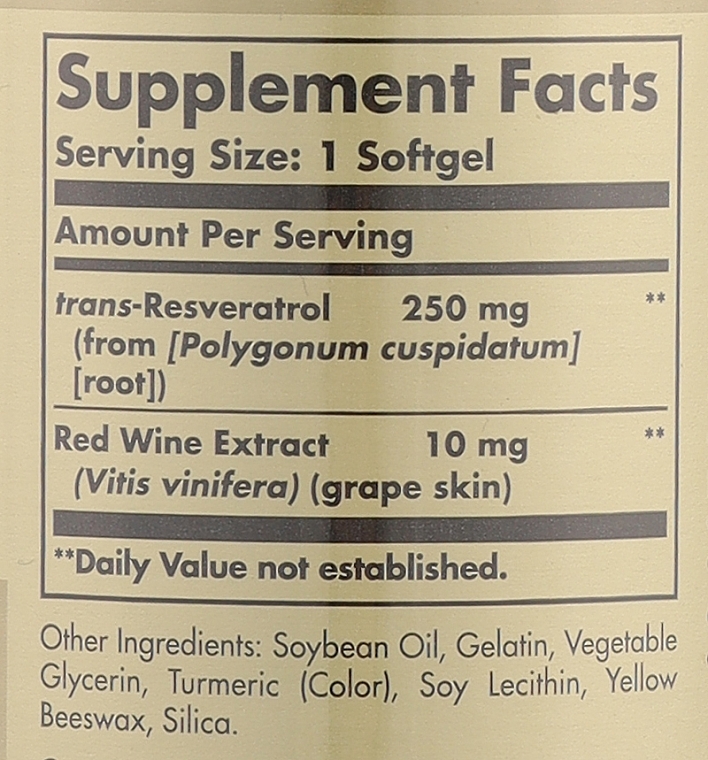 Supplement Facts
Serving Size: 1 Softgel
Amount Per Serving
trans-Resveratrol 250 mg **
(from [Polygonum cuspidatum]
[root])
Red Wine Extract 10 mg **
(Vitis vinifera) (grape skin)
**Daily Value not established.
Other Ingredients: Soybean Oil, Gelatin, Vegetable
Glycerin, Turmeric (Color), Soy Lecithin, Yellow
Beeswax, Silica.